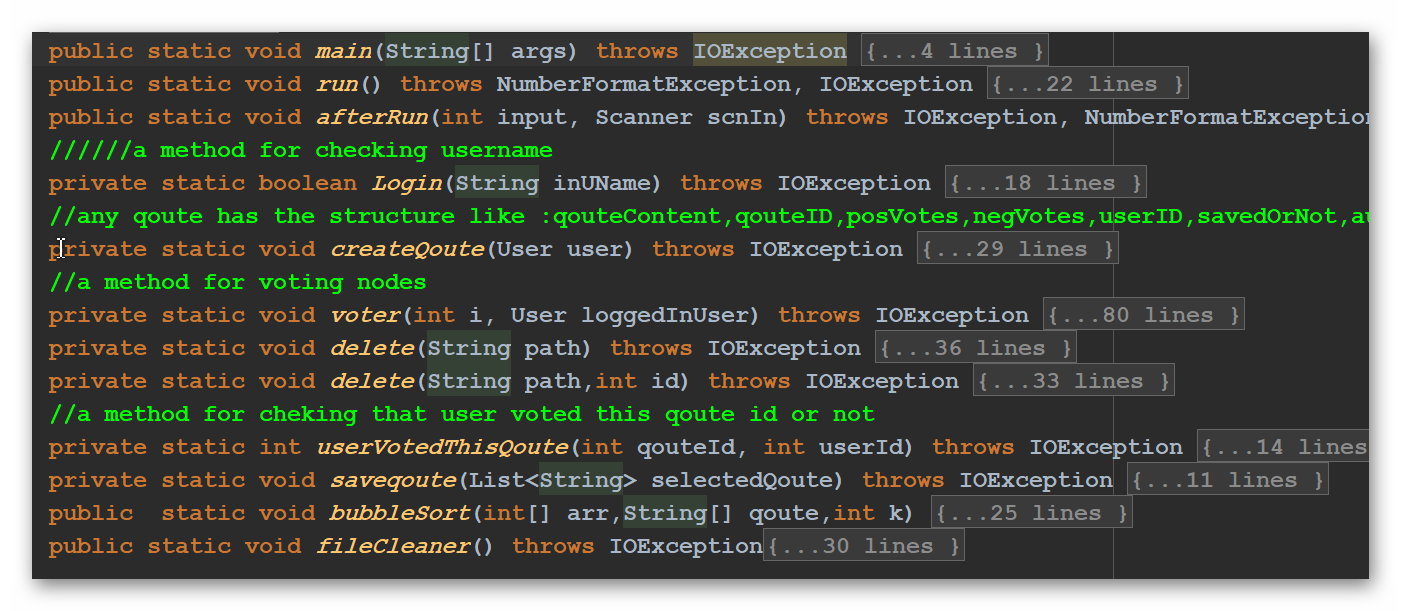 public static void main(String[] args) throws IOException {...4 lines }
public static void run() throws NumberFormatException, IOException {...22 lines }
public static void afterRun(int input, Scanner scnIn) throws IOException, NumberFormatException
//////a method for checking username
private static boolean Login(String inUName) throws IOException {...18 lines }
//any qoute has the structure like :qouteContent,qouteID,posVotes,negVotes,userID,savedOrNot,au
private static void createQoute(User user) throws IOException {...29 lines }
//a method for voting nodes
private static void voter(int i, User loggedInUser) throws IOException {...80 lines }
private static void delete(String path) throws IOException {...36 lines }
private static void delete(String path,int id) throws IOException {...33 lines }
//a method for cheking that user voted this qoute id or not
private static int userVotedThisQoute(int qouteId, int userId) throws IOException {...14 lines
private static void saveqoute(List<String> selectedQoute) throws IOException {...11 lines }
public  static void bubbleSort(int[] arr,String[] qoute,int k) {...25 lines }
public static void fileCleaner() throws IOException{...30 lines }